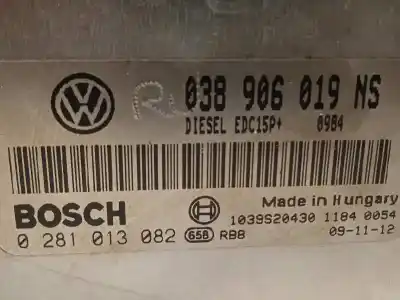 R 038 906 019 NS
DIESEL EDC15P+ 0984
Made in Hungary
BOSCH
1039S20430 1184 0054
0 281 013 082 658 RBB 09-11-12